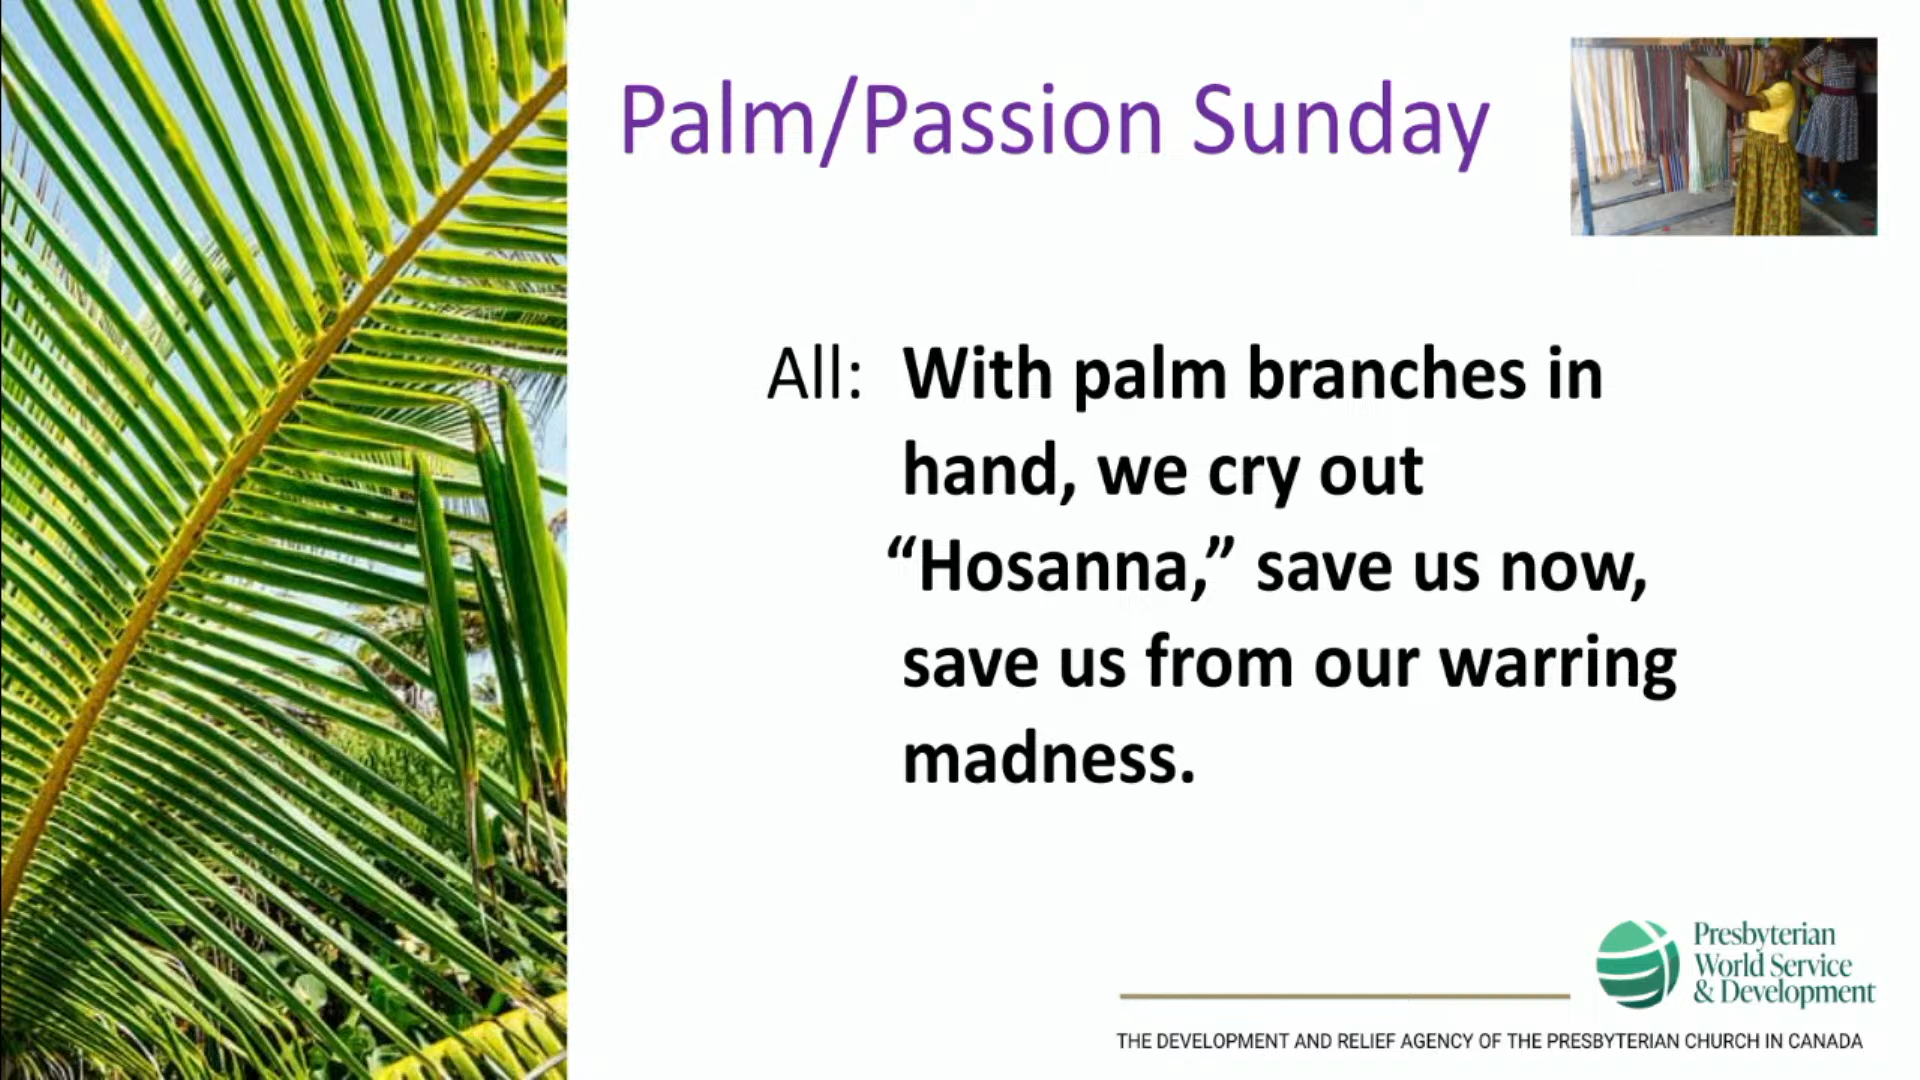 Palm/Passion Sunday
All: With palm branches in
hand, we cry out
“Hosanna,” save us now,
save us from our warring
madness.
Presbyterian
World Service
& Development
THE DEVELOPMENT AND RELIEF AGENCY OF THE PRESBYTERIAN CHURCH IN CANADA